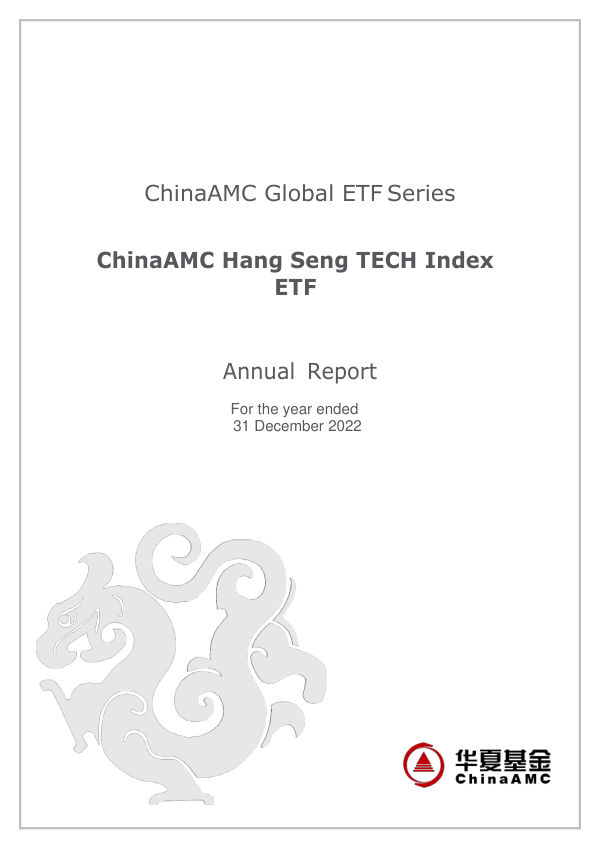 ChinaAMC Global ETF Series
ChinaAMC Hang Seng TECH Index
ETF
Annual Report
For the year ended
31 December 2022
华夏基金
ChinaAMC